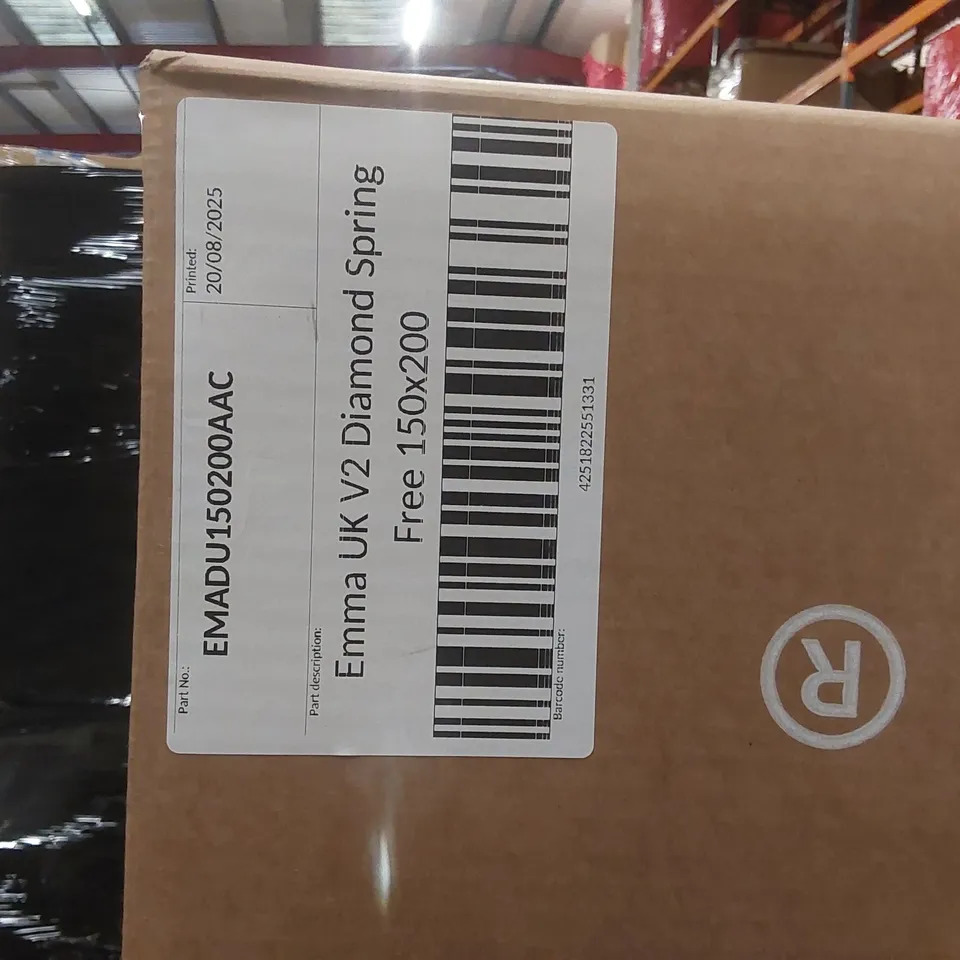 Part No.:
EMADU150200AAC
Printed:
20/08/2025
Part description:
Emma UK V2 Diamond Spring
Free 150x200
Barcode number:
4251822551331
R